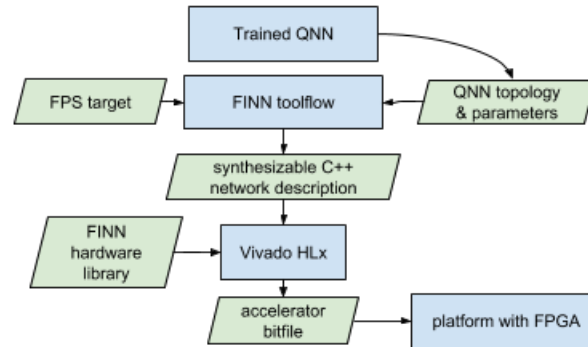 Trained QNN
FPS target
FINN toolflow
QNN topology
& parameters
synthesizable C++
network description
FINN
hardware
library
Vivado HLx
accelerator
bitfile
platform with FPGA